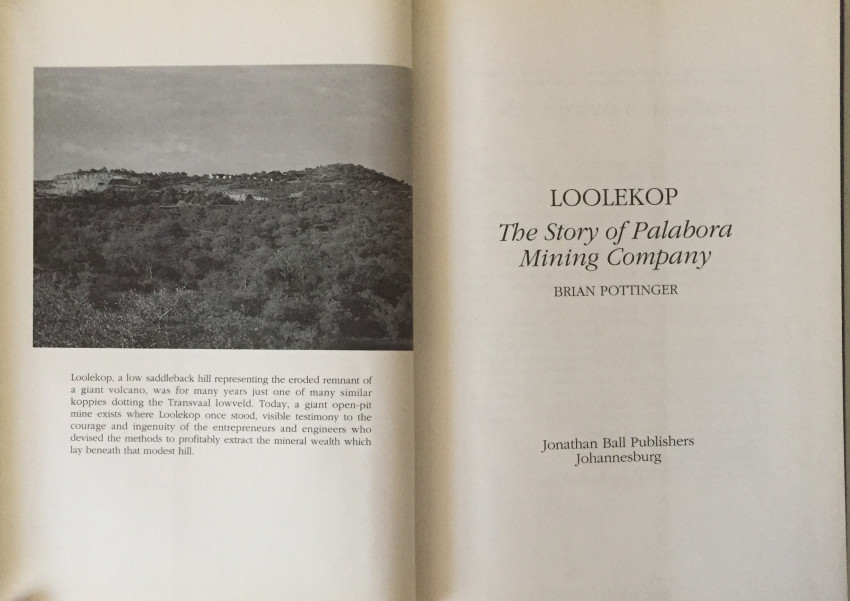 Loolekop, a low saddleback hill representing the eroded remnant of
a giant volcano, was for many years just one of many similar
koppies dotting the Transvaal lowveld. Today, a giant open-pit
mine exists where Loolekop once stood, visible testimony to the
courage and ingenuity of the entrepreneurs and engineers who
devised the methods to profitably extract the mineral wealth which
lay beneath that modest hill.
LOOLEKOP
The Story of Palabora
Mining Company
BRIAN POTTINGER
Jonathan Ball Publishers
Johannesburg